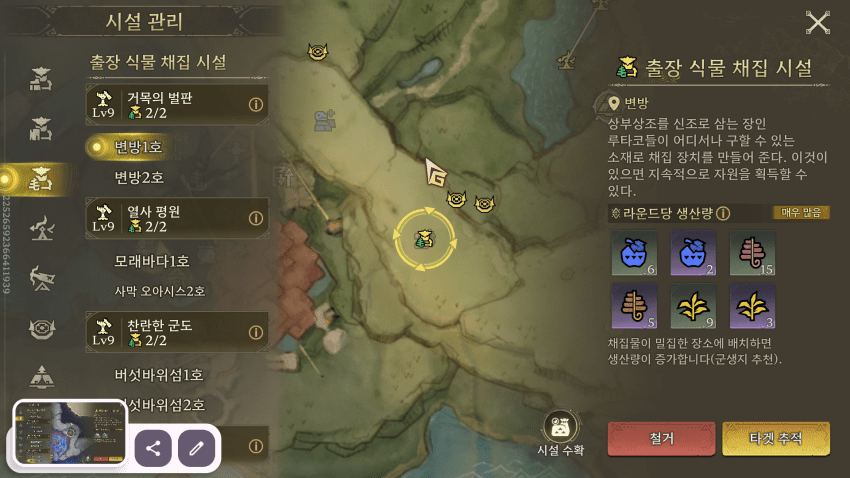 시설 관리
출장 식물 채집 시설
거목의 벌판
Lv9 2/2
변방1호
변방2호
열사 평원
Lv9 2/2
모래바다1호
사막 오아시스2호
찬란한 군도
Lv9 2/2
버섯바위섬1호
버섯바위섬2호
22526592366411939
시설 수확
출장 식물 채집 시설
변방
상부상조를 신조로 삼는 장인
루타코들이 어디서나 구할 수 있는
소재로 채집 장치를 만들어 준다. 이것이
있으면 지속적으로 자원을 획득할 수
있다.
라운드당 생산량 매우 많음
6 2 15
5 9 3
채집물이 밀집한 장소에 배치하면
생산량이 증가합니다(군생지 추천).
철거 타겟 추적